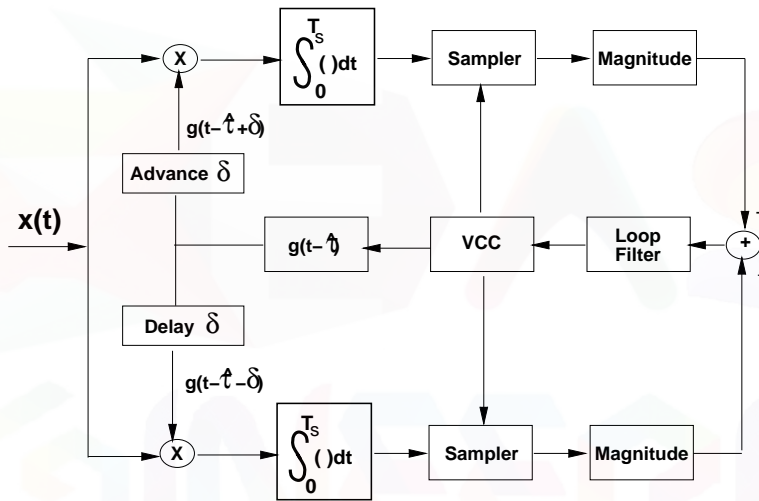 T_S
∫ ( )dt
0
X
Sampler
Magnitude
g(t-τ̂+δ)
Advance δ
x(t)
g(t-τ̂)
VCC
Loop
Filter
+
Delay δ
g(t-τ̂-δ)
T_S
∫ ( )dt
0
X
Sampler
Magnitude